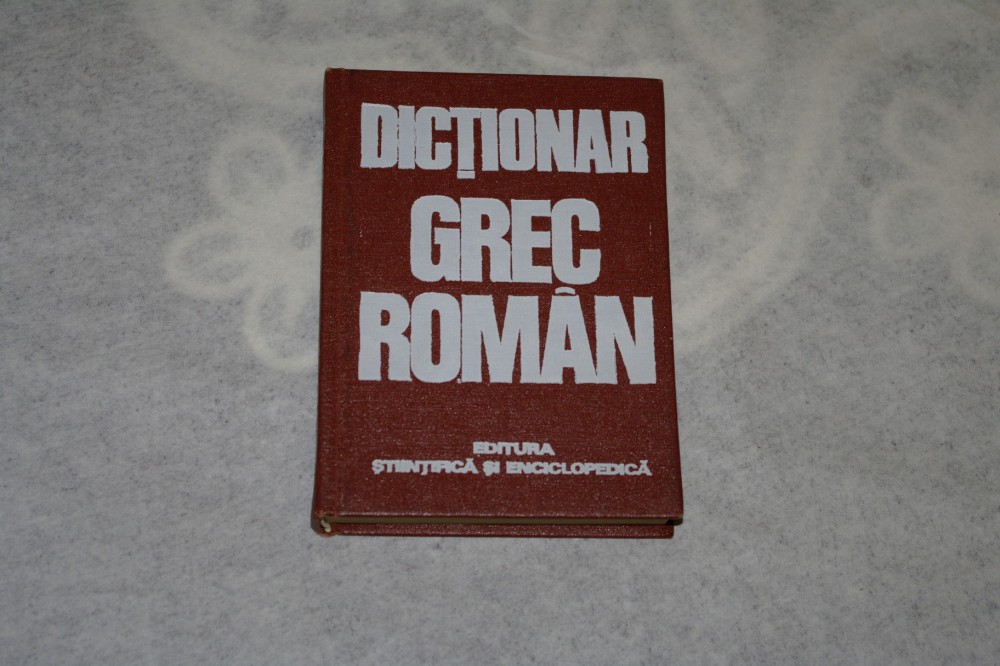 DICȚIONAR
GREC
ROMÂN
EDITURA
ȘTIINȚIFICĂ ȘI ENCICLOPEDICĂ